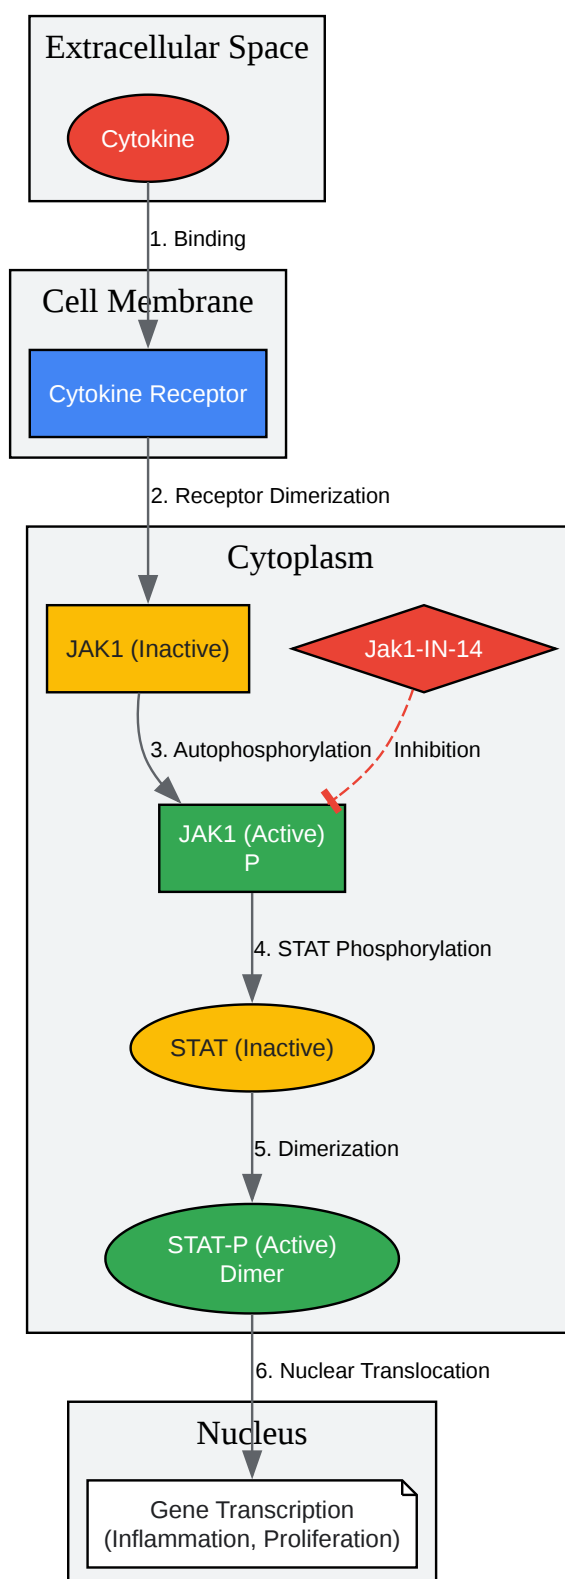 Extracellular Space
Cytokine
1. Binding
Cell Membrane
Cytokine Receptor
2. Receptor Dimerization
Cytoplasm
JAK1 (Inactive)
Jak1-IN-14
3. Autophosphorylation
Inhibition
JAK1 (Active)
P
4. STAT Phosphorylation
STAT (Inactive)
5. Dimerization
STAT-P (Active)
Dimer
6. Nuclear Translocation
Nucleus
Gene Transcription
(Inflammation, Proliferation)